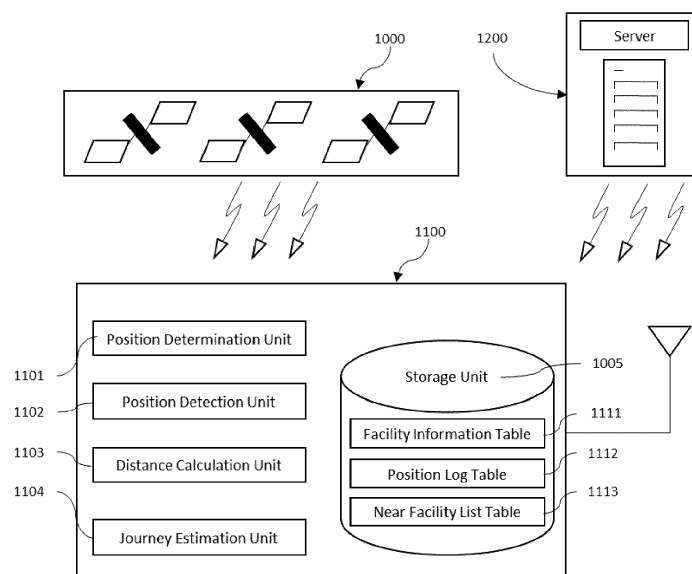 1000
1200
Server
1100
Position Determination Unit
1101
Position Detection Unit
1102
Distance Calculation Unit
1103
Journey Estimation Unit
1104
Storage Unit
1005
Facility Information Table
1111
Position Log Table
1112
Near Facility List Table
1113